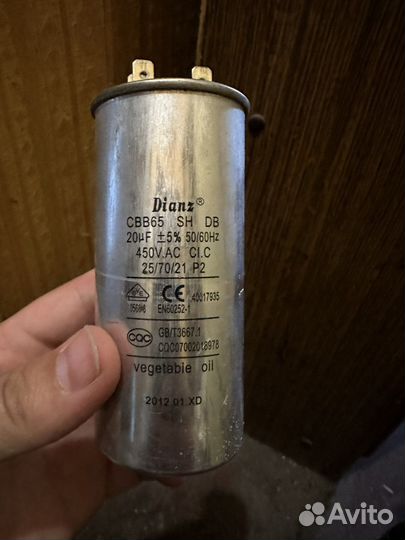 Dianz®
CBB65 SH DB
20μF ±5% 50/60Hz
450V.AC Cl.C
25/70/21 P2
CE 40017935
EN60252-1
CQC GB/T3667.1
CQC07002018978
vegetable oil
2012.01.XD
Avito